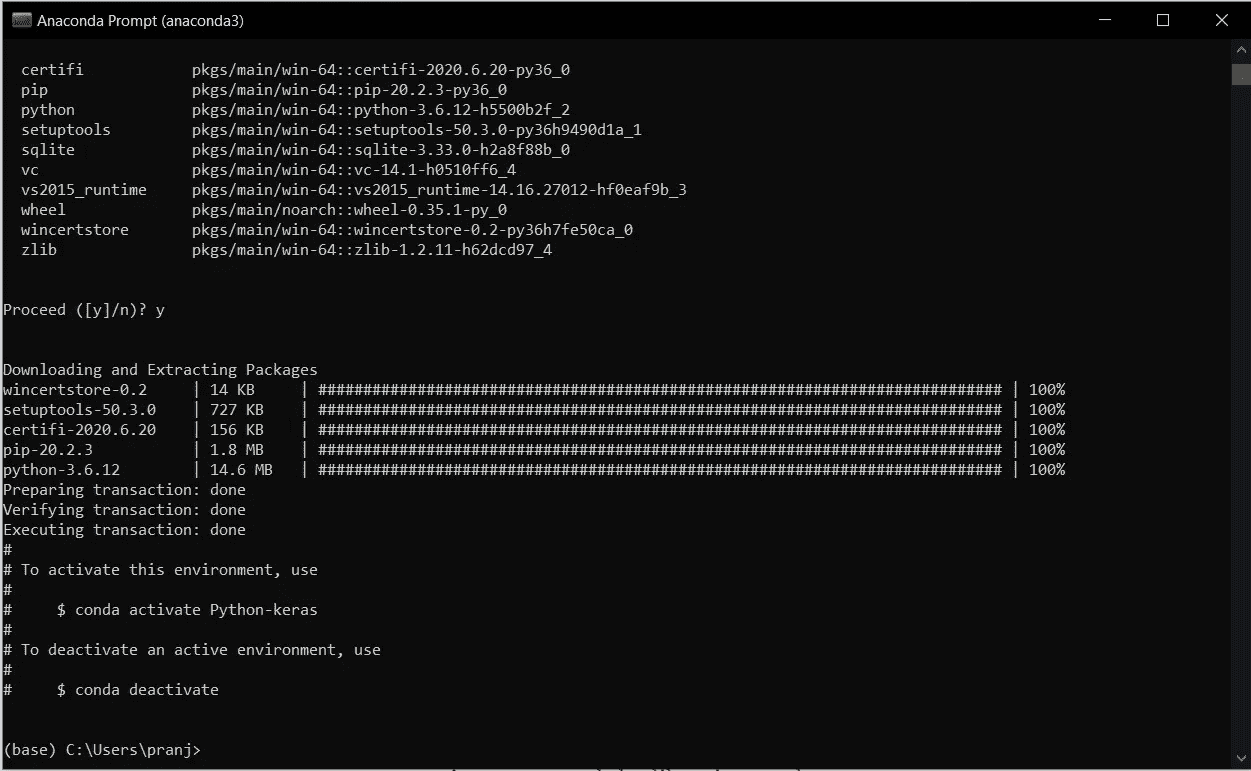 Anaconda Prompt (anaconda3)
certifi pkgs/main/win-64::certifi-2020.6.20-py36_0
pip pkgs/main/win-64::pip-20.2.3-py36_0
python pkgs/main/win-64::python-3.6.12-h5500b2f_2
setuptools pkgs/main/win-64::setuptools-50.3.0-py36h9490d1a_1
sqlite pkgs/main/win-64::sqlite-3.33.0-h2a8f88b_0
vc pkgs/main/win-64::vc-14.1-h0510ff6_4
vs2015_runtime pkgs/main/win-64::vs2015_runtime-14.16.27012-hf0eaf9b_3
wheel pkgs/main/noarch::wheel-0.35.1-py_0
wincertstore pkgs/main/win-64::wincertstore-0.2-py36h7fe50ca_0
zlib pkgs/main/win-64::zlib-1.2.11-h62dcd97_4
Proceed ([y]/n)? y
Downloading and Extracting Packages
wincertstore-0.2 | 14 KB | ############################################################################ | 100%
setuptools-50.3.0 | 727 KB | ############################################################################ | 100%
certifi-2020.6.20 | 156 KB | ############################################################################ | 100%
pip-20.2.3 | 1.8 MB | ############################################################################ | 100%
python-3.6.12 | 14.6 MB | ############################################################################ | 100%
Preparing transaction: done
Verifying transaction: done
Executing transaction: done
#
# To activate this environment, use
#
# $ conda activate Python-keras
#
# To deactivate an active environment, use
#
# $ conda deactivate
(base) C:\Users\pranj>